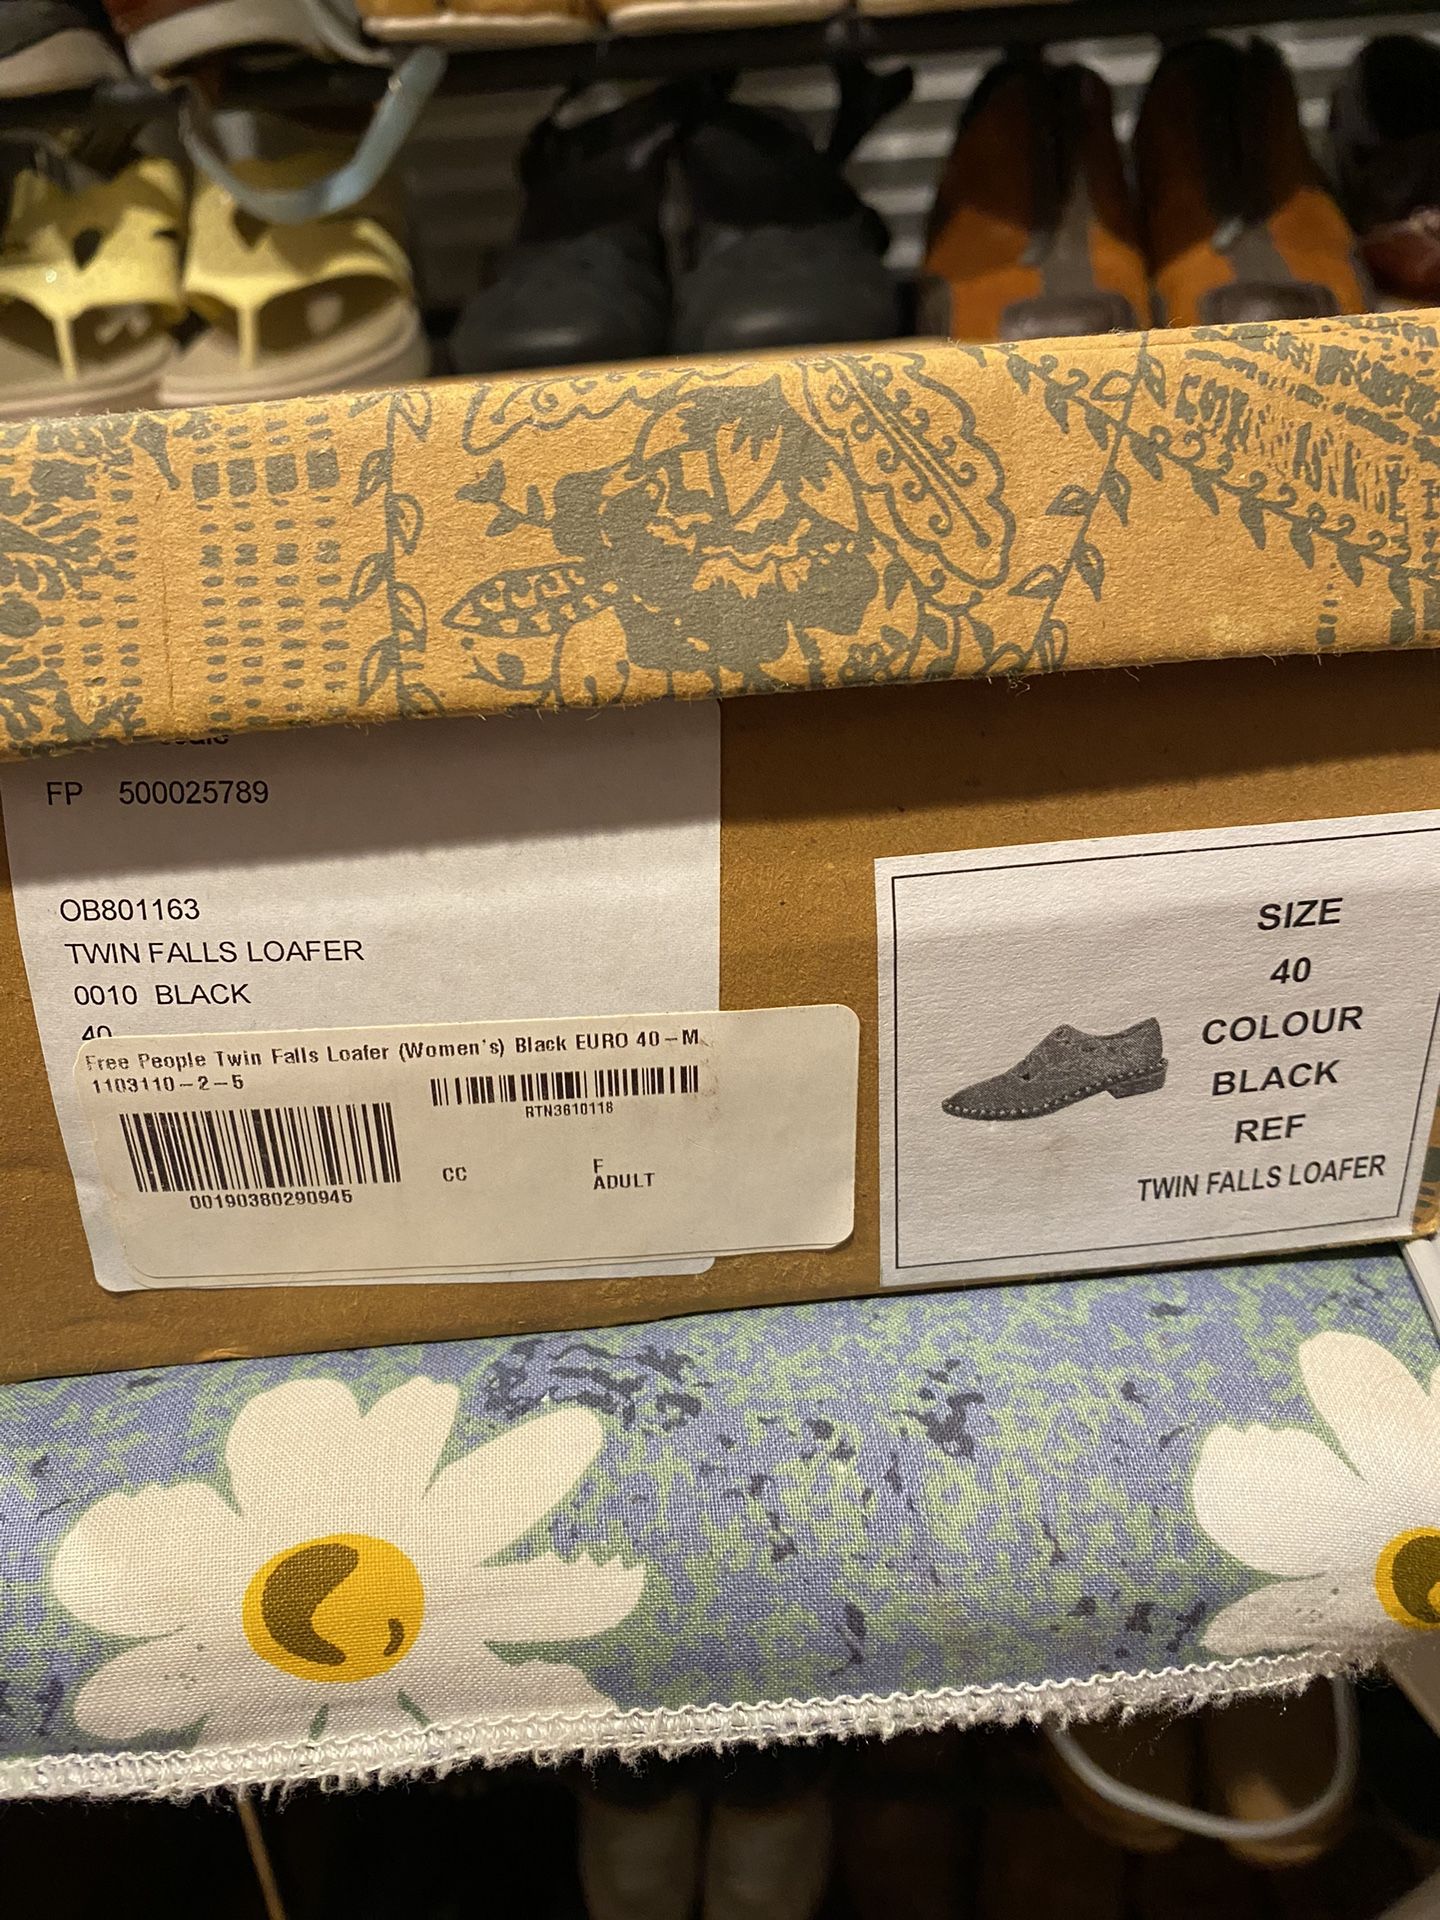 FP 500025789
OB801163
TWIN FALLS LOAFER
0010 BLACK
40
Free People Twin Falls Loafer (Women's) Black EURO 40-M
1103110-2-5
RTN3610118
00190380290945
CC
F
ADULT
SIZE
40
COLOUR
BLACK
REF
TWIN FALLS LOAFER